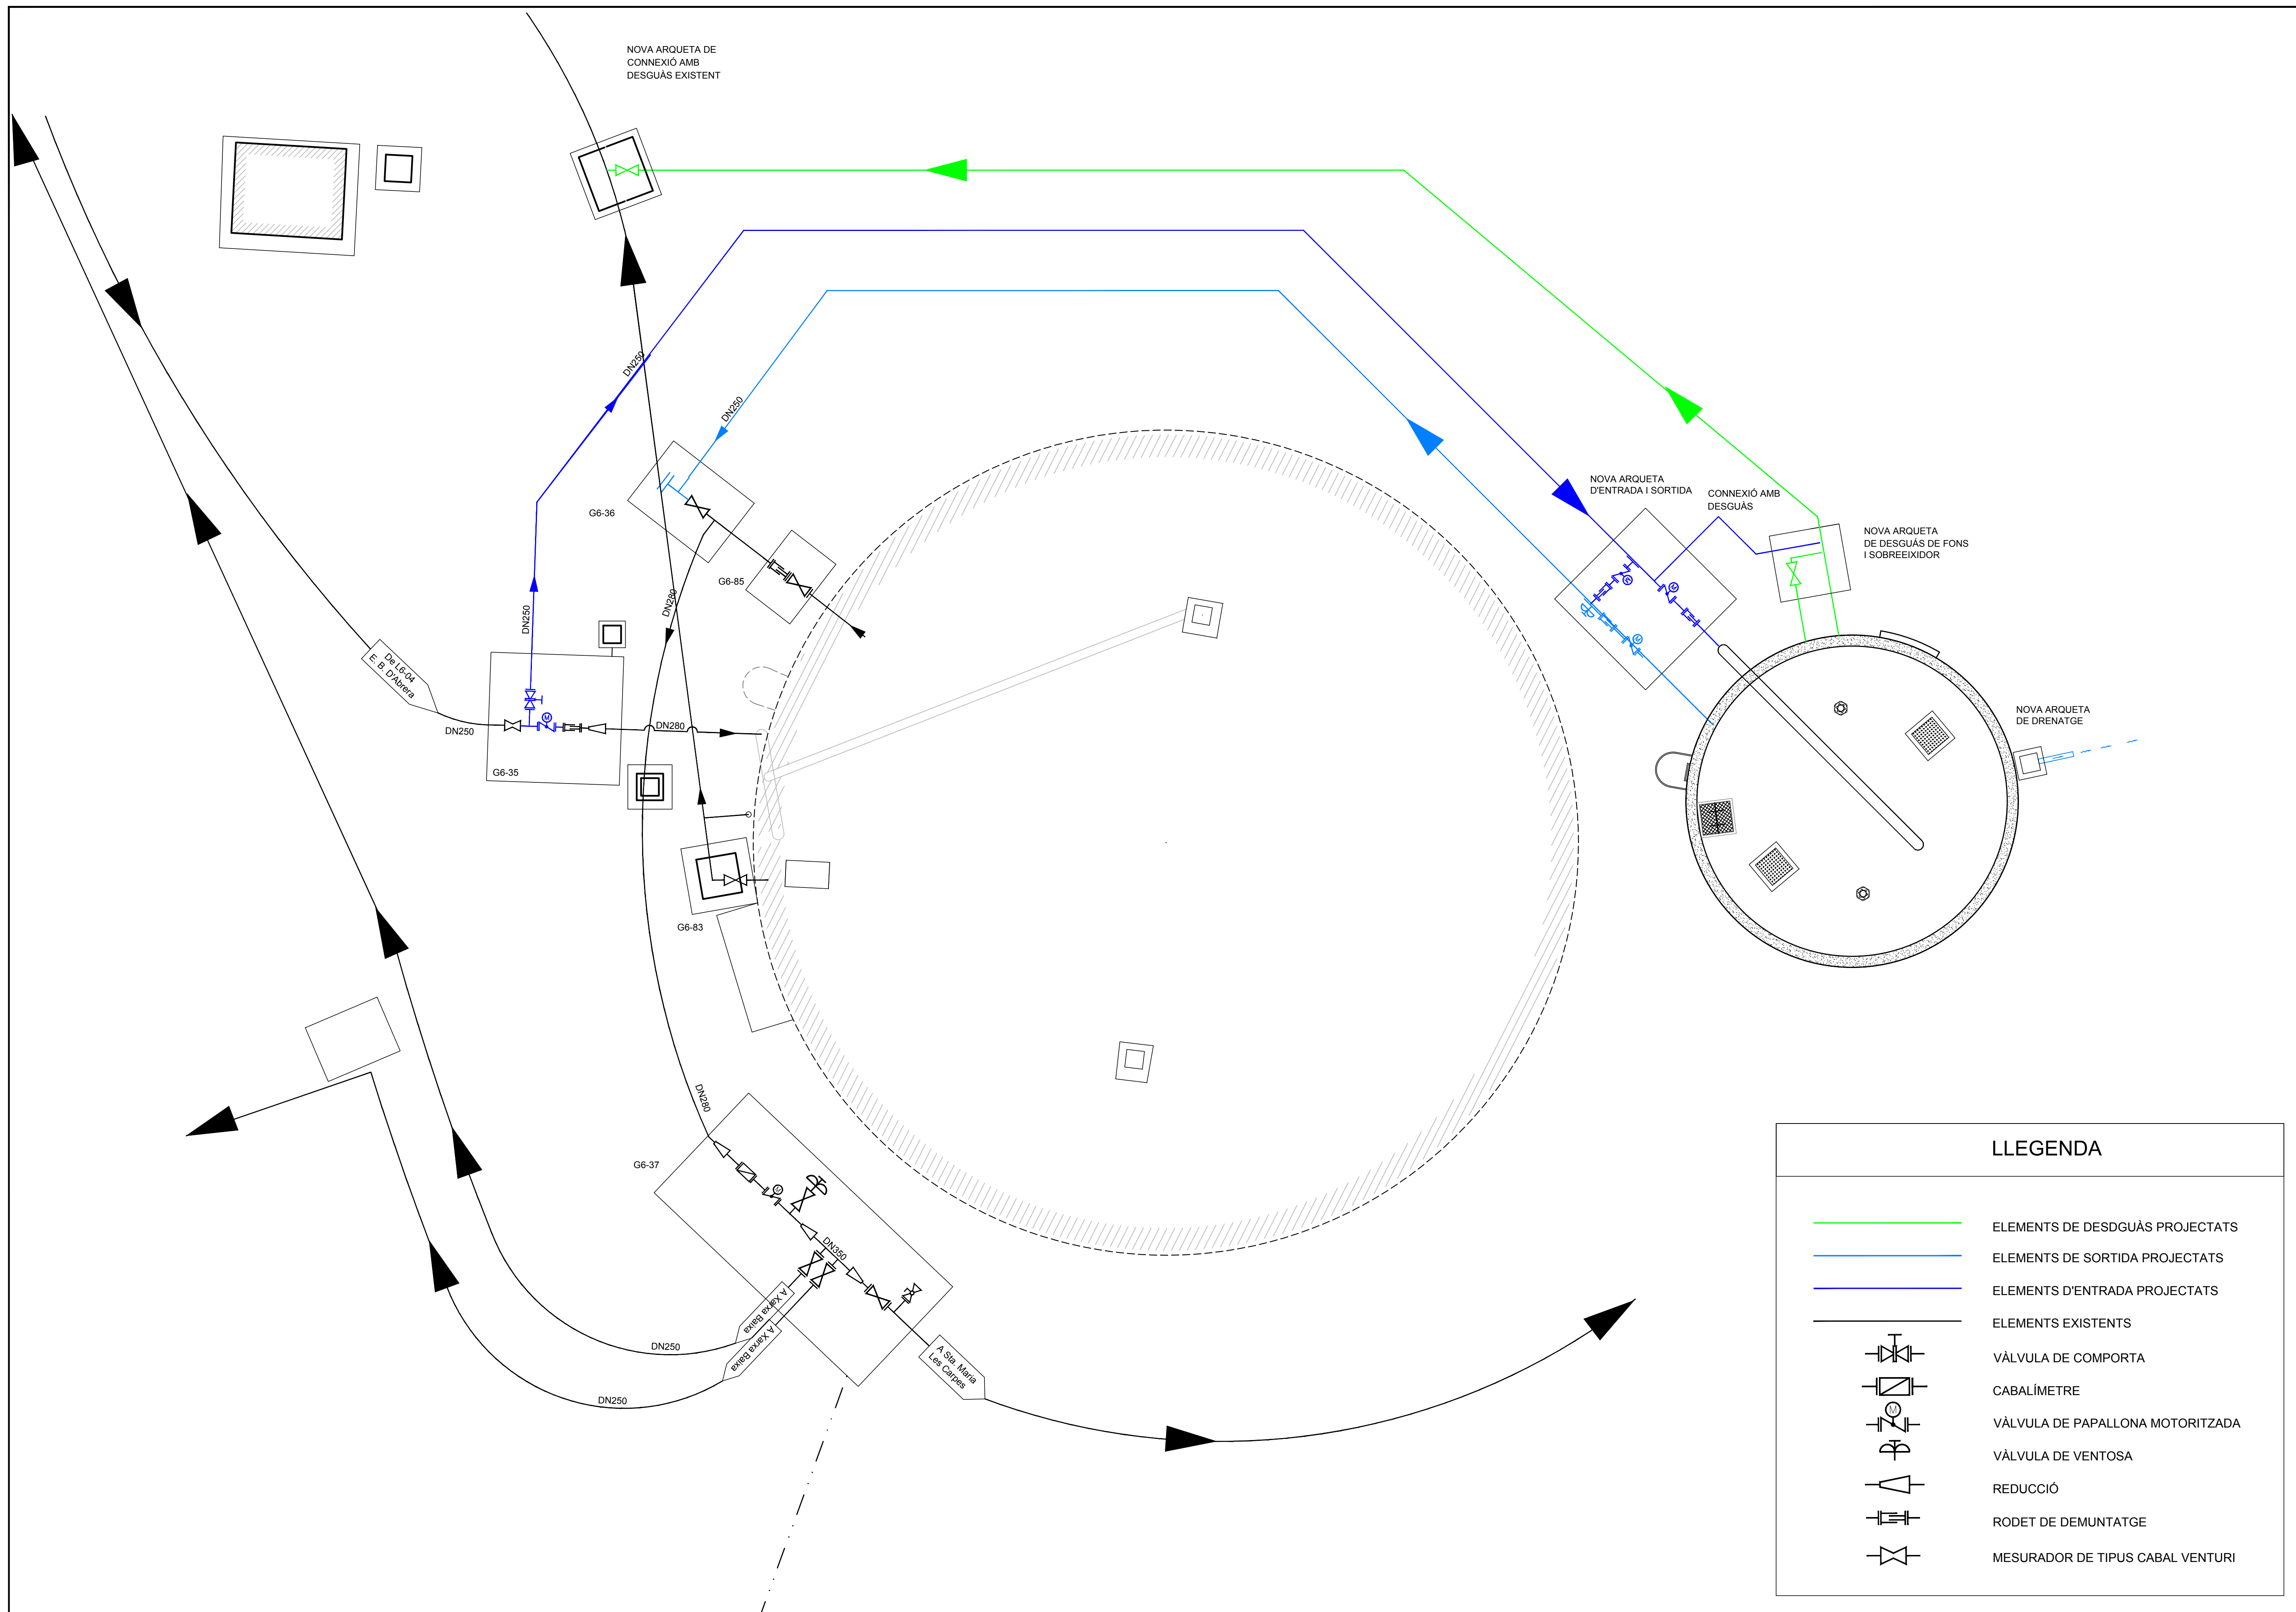 NOVA ARQUETA DE
CONNEXIÓ AMB
DESGUÀS EXISTENT
DN250
DN250
NOVA ARQUETA
D'ENTRADA I SORTIDA
CONNEXIÓ AMB
DESGUÀS
G6-36
NOVA ARQUETA
DE DESGUÀS DE FONS
I SOBREEIXIDOR
G6-85
M
M
DN280
DN250
M
De L6-04
E. B. D'Abrera
NOVA ARQUETA
DE DRENATGE
M
DN280
DN250
G6-35
G6-83
DN280
G6-37
M
DN350
A Xarxa Baixa
A Xarxa Baixa
DN250
A Sta. Maria
Les Carpes
DN250
LLEGENDA
ELEMENTS DE DESDGUÀS PROJECTATS
ELEMENTS DE SORTIDA PROJECTATS
ELEMENTS D'ENTRADA PROJECTATS
ELEMENTS EXISTENTS
VÀLVULA DE COMPORTA
CABALÍMETRE
M
VÀLVULA DE PAPALLONA MOTORITZADA
VÀLVULA DE VENTOSA
REDUCCIÓ
RODET DE DEMUNTATGE
MESURADOR DE TIPUS CABAL VENTURI